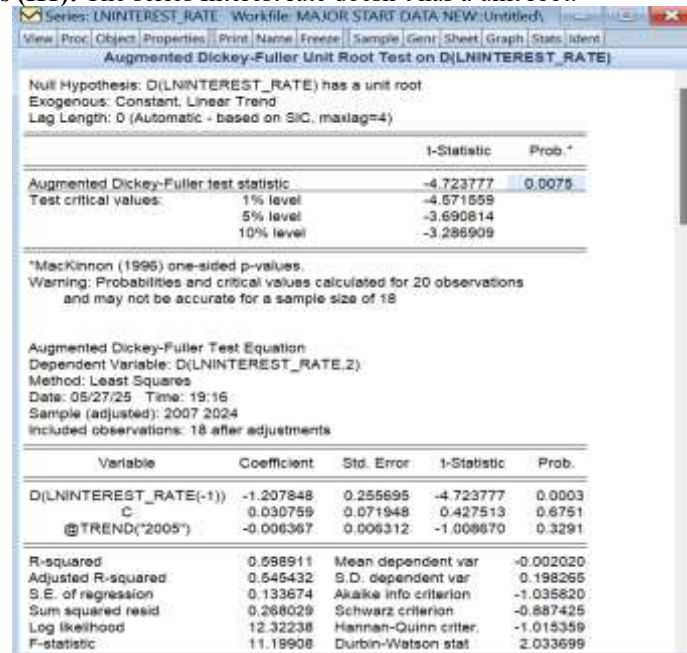 s (H1): The series interest rate doesn't has a unit root.
Series: LNINTEREST_RATE Workfile: MAJOR START DATA NEW::Untitled\
View Proc Object Properties Print Name Freeze Sample Genr Sheet Graph Stats Ident
Augmented Dickey-Fuller Unit Root Test on D(LNINTEREST_RATE)
Null Hypothesis: D(LNINTEREST_RATE) has a unit root
Exogenous: Constant, Linear Trend
Lag Length: 0 (Automatic - based on SIC, maxlag=4)
t-Statistic Prob.*
Augmented Dickey-Fuller test statistic -4.723777 0.0075
Test critical values: 1% level -4.571559
5% level -3.690814
10% level -3.286909
*MacKinnon (1996) one-sided p-values.
Warning: Probabilities and critical values calculated for 20 observations
and may not be accurate for a sample size of 18
Augmented Dickey-Fuller Test Equation
Dependent Variable: D(LNINTEREST_RATE,2)
Method: Least Squares
Date: 05/27/25 Time: 19:16
Sample (adjusted): 2007 2024
Included observations: 18 after adjustments
Variable Coefficient Std. Error t-Statistic Prob.
D(LNINTEREST_RATE(-1)) -1.207848 0.255695 -4.723777 0.0003
C 0.030759 0.071948 0.427513 0.6751
@TREND("2005") -0.006367 0.006312 -1.008670 0.3291
R-squared 0.598911 Mean dependent var -0.002020
Adjusted R-squared 0.545432 S.D. dependent var 0.198265
S.E. of regression 0.133674 Akaike info criterion -1.035820
Sum squared resid 0.268029 Schwarz criterion -0.887425
Log likelihood 12.32238 Hannan-Quinn criter. -1.015359
F-statistic 11.19908 Durbin-Watson stat 2.033699